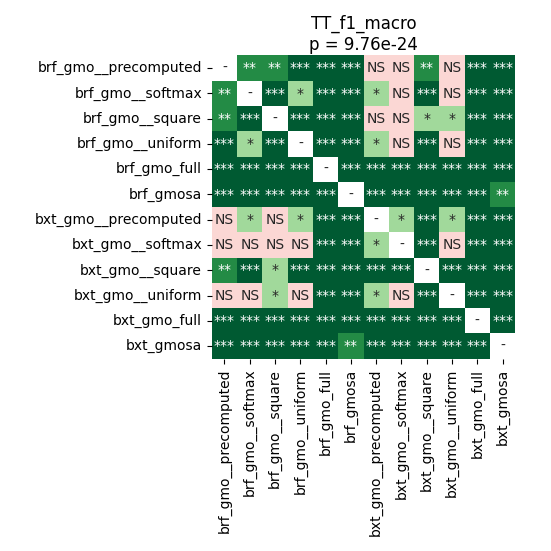 TT_f1_macro
p = 9.76e-24
brf_gmo__precomputed - ** ** *** *** *** NS NS ** NS *** ***
brf_gmo__softmax ** - *** * *** *** * NS *** NS *** ***
brf_gmo__square ** *** - *** *** *** NS NS * * *** ***
brf_gmo__uniform *** * *** - *** *** * NS *** NS *** ***
brf_gmo_full *** *** *** *** - *** *** *** *** *** *** ***
brf_gmosa *** *** *** *** *** - *** *** *** *** *** **
bxt_gmo__precomputed NS * NS * *** *** - * *** * *** ***
bxt_gmo__softmax NS NS NS NS *** *** * - *** NS *** ***
bxt_gmo__square ** *** * *** *** *** *** *** - *** *** ***
bxt_gmo__uniform NS NS * NS *** *** * NS *** - *** ***
bxt_gmo_full *** *** *** *** *** *** *** *** *** *** - ***
bxt_gmosa *** *** *** *** *** ** *** *** *** *** *** -
brf_gmo__precomputed
brf_gmo__softmax
brf_gmo__square
brf_gmo__uniform
brf_gmo_full
brf_gmosa
bxt_gmo__precomputed
bxt_gmo__softmax
bxt_gmo__square
bxt_gmo__uniform
bxt_gmo_full
bxt_gmosa